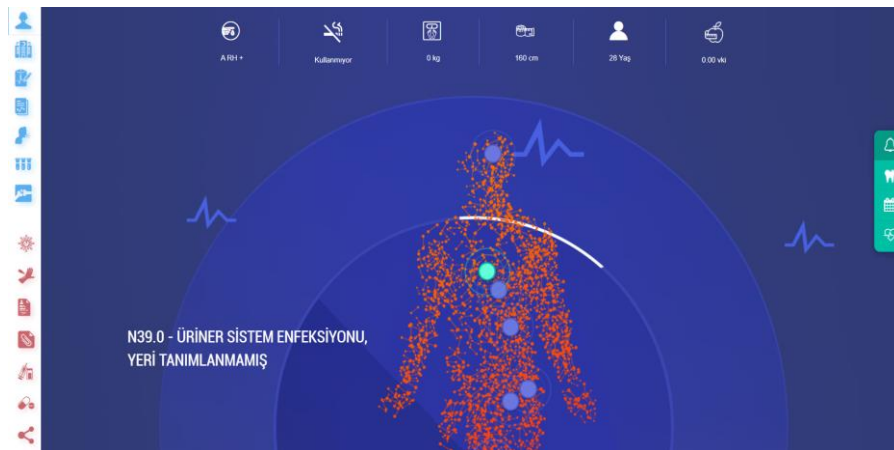 A RH +
Kullanmıyor
0 kg
160 cm
28 Yaş
0.00 vki
N39.0 - ÜRİNER SİSTEM ENFEKSİYONU,
YERİ TANIMLANMAMIŞ